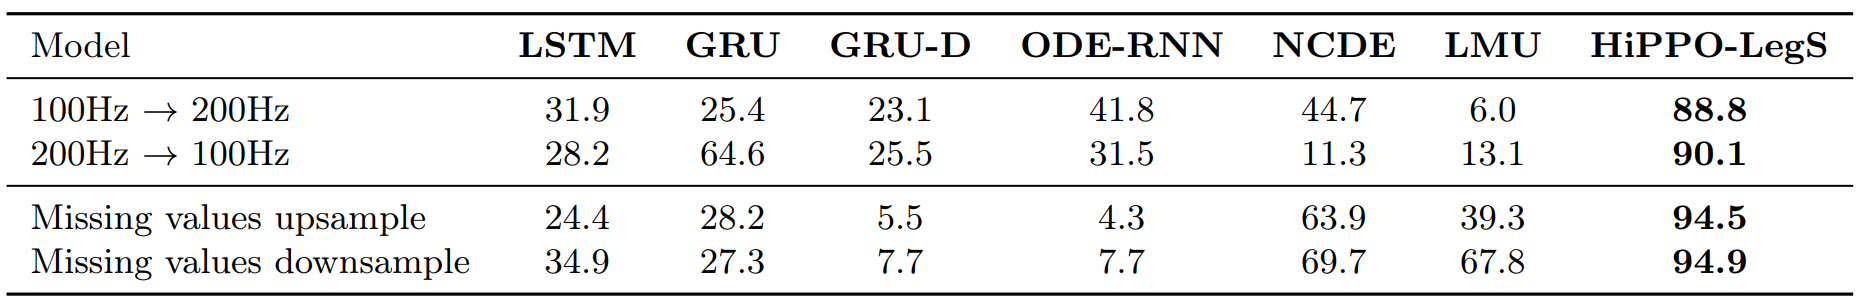 Model LSTM GRU GRU-D ODE-RNN NCDE LMU HiPPO-LegS
100Hz → 200Hz 31.9 25.4 23.1 41.8 44.7 6.0 88.8
200Hz → 100Hz 28.2 64.6 25.5 31.5 11.3 13.1 90.1
Missing values upsample 24.4 28.2 5.5 4.3 63.9 39.3 94.5
Missing values downsample 34.9 27.3 7.7 7.7 69.7 67.8 94.9